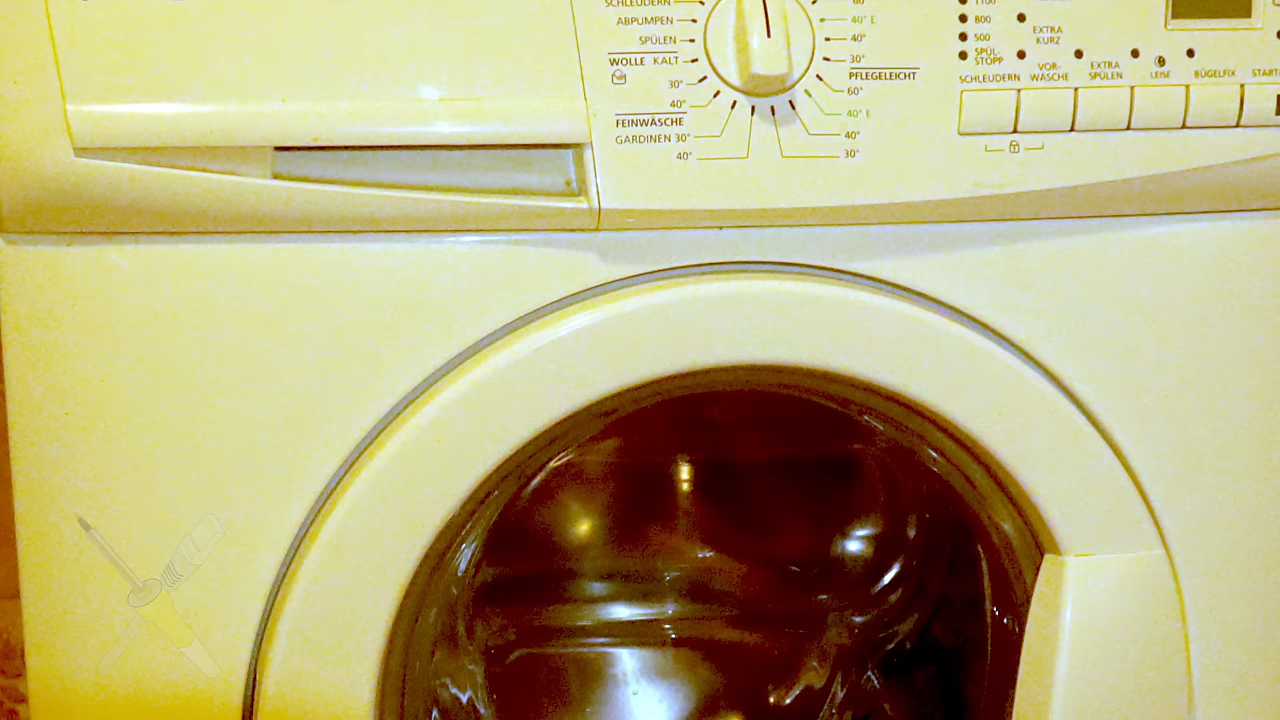 SCHLEUDERN
ABPUMPEN
SPÜLEN
WOLLE KALT
30°
40°
FEINWÄSCHE
GARDINEN 30°
40°
60°
40° E
40°
30°
PFLEGELEICHT
60°
40° E
40°
30°
1100
800
500
SPÜL-
STOPP
EXTRA
KURZ
SCHLEUDERN
VOR-
WÄSCHE
EXTRA
SPÜLEN
LEISE
BÜGELFIX
START/